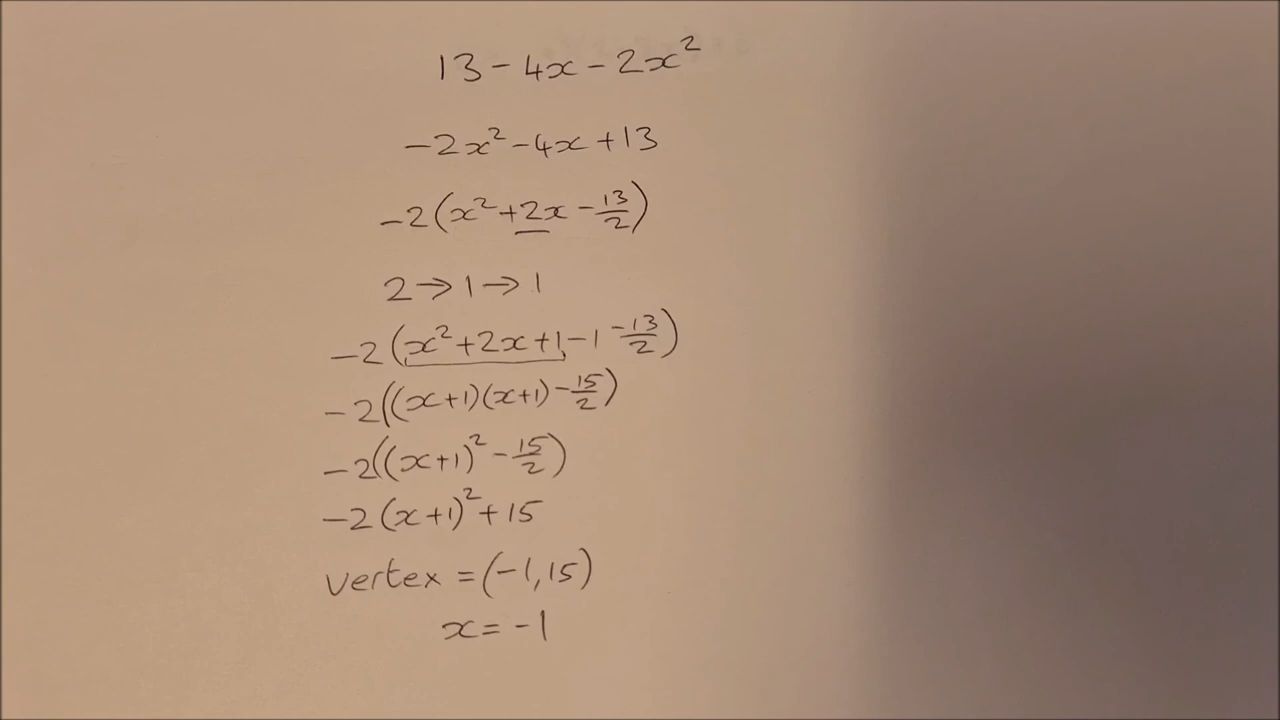 13 - 4x - 2x²
-2x² - 4x + 13
-2(x² + 2x - 13/2)
2 → 1 → 1
-2(x² + 2x + 1 - 1 - 13/2)
-2((x+1)(x+1) - 15/2)
-2((x+1)² - 15/2)
-2(x+1)² + 15
vertex = (-1, 15)
x = -1